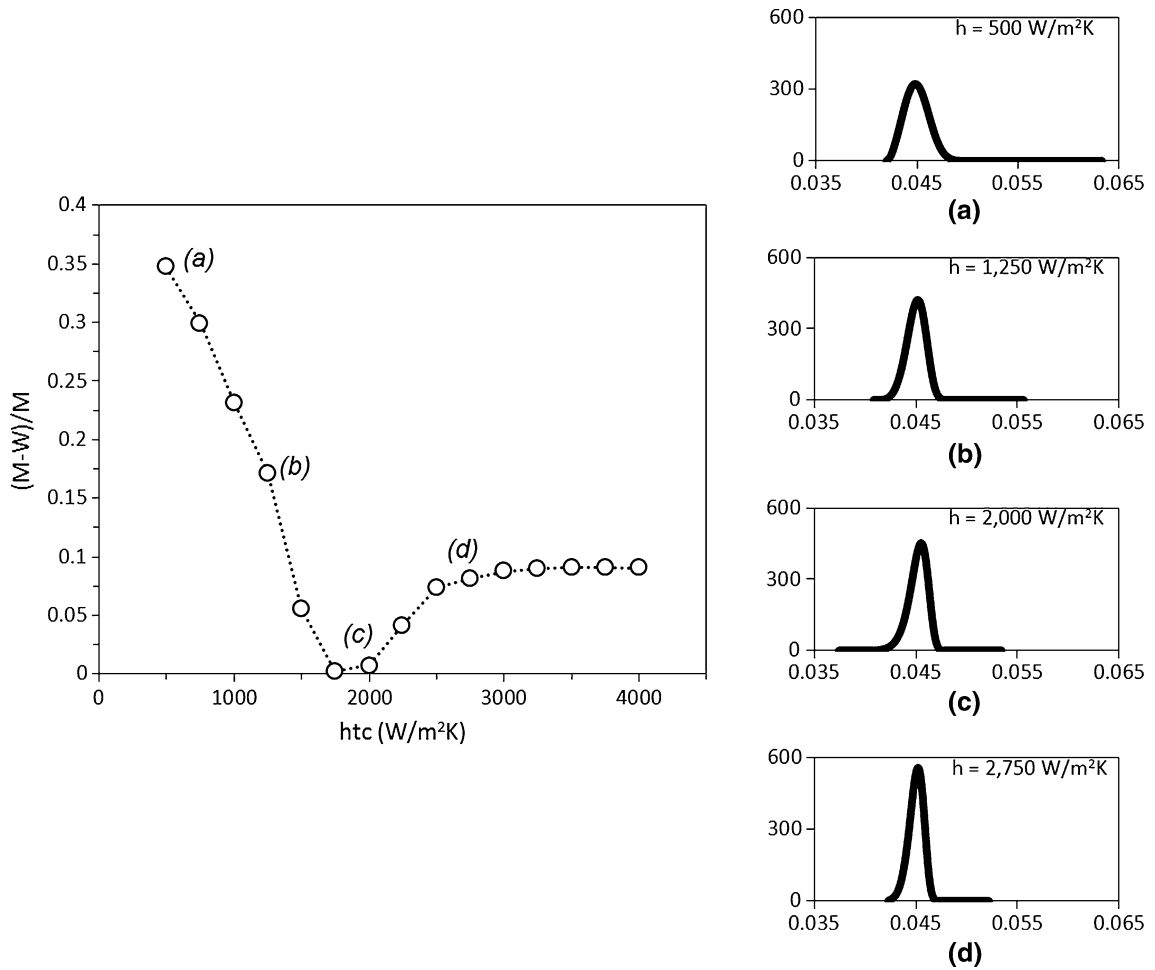 0.4
0.35
0.3
0.25
0.2
0.15
0.1
0.05
0
(M-W)/M
(a)
(b)
(c)
(d)
0 1000 2000 3000 4000
htc (W/m²K)
600
300
0
h = 500 W/m²K
0.035 0.045 0.055 0.065
(a)
600
300
0
h = 1,250 W/m²K
0.035 0.045 0.055 0.065
(b)
600
300
0
h = 2,000 W/m²K
0.035 0.045 0.055 0.065
(c)
600
300
0
h = 2,750 W/m²K
0.035 0.045 0.055 0.065
(d)